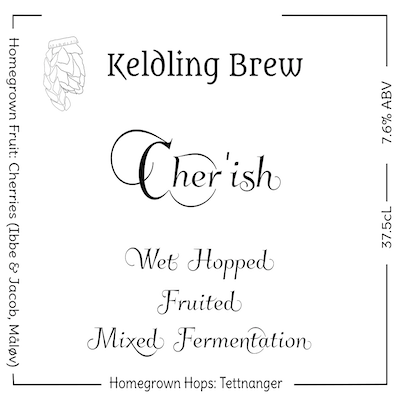 Keldling Brew
Cher'ish
Wet Hopped
Fruited
Mixed Fermentation
Homegrown Fruit: Cherries (Ibbe & Jacob, Måløv)
7.6% ABV
37.5cL
Homegrown Hops: Tettnanger